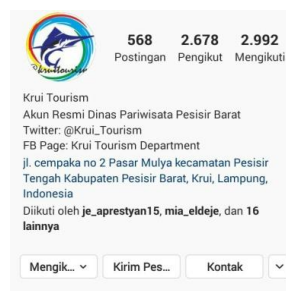 kruitourism
568 2.678 2.992
Postingan Pengikut Mengikuti
Krui Tourism
Akun Resmi Dinas Pariwisata Pesisir Barat
Twitter: @Krui_Tourism
FB Page: Krui Tourism Department
jl. cempaka no 2 Pasar Mulya kecamatan Pesisir
Tengah Kabupaten Pesisir Barat, Krui, Lampung,
Indonesia
Diikuti oleh je_aprestyan15, mia_eldeje, dan 16
lainnya
Mengik... Kirim Pes... Kontak